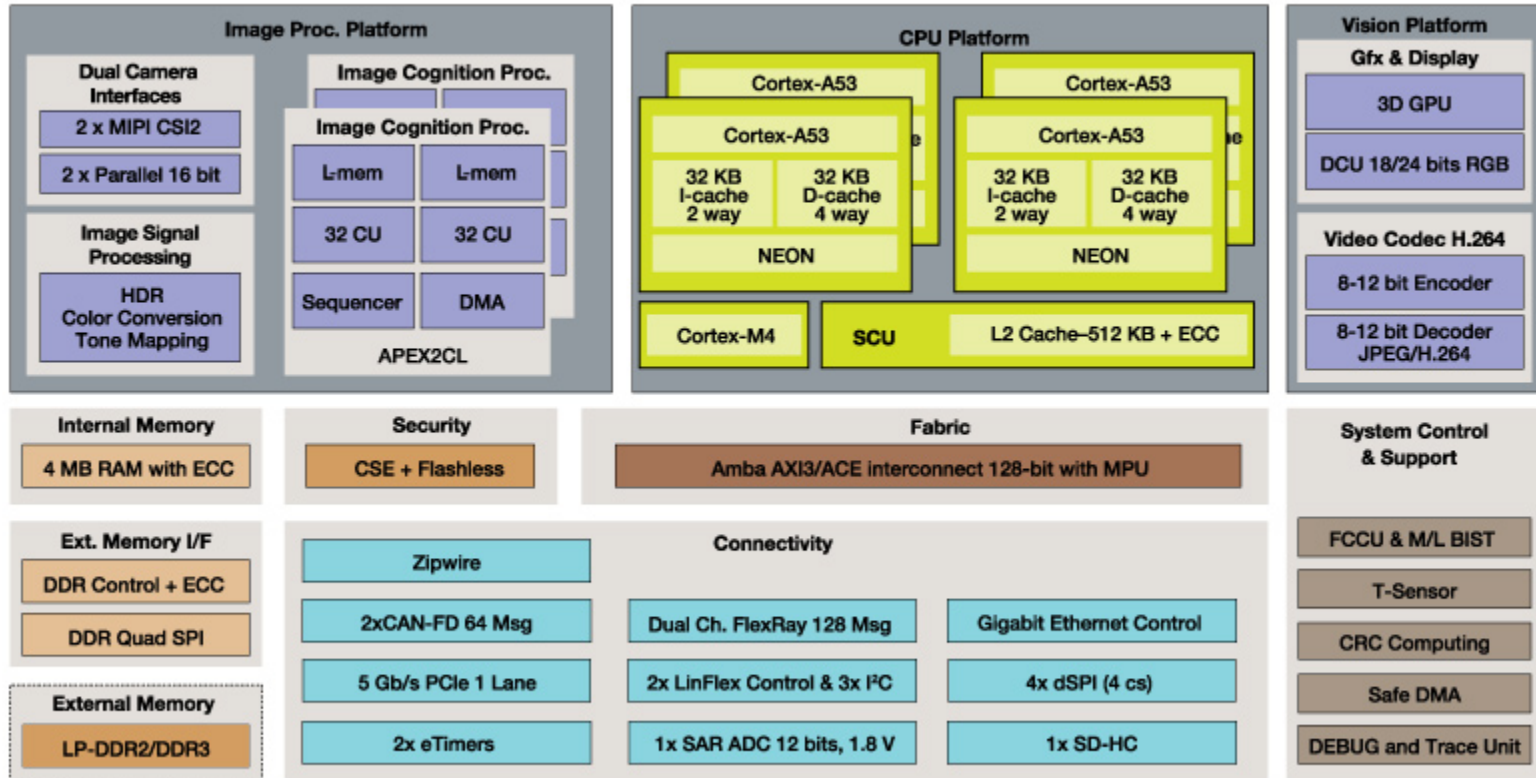 Image Proc. Platform
Dual Camera
Interfaces
2 x MIPI CSI2
2 x Parallel 16 bit
Image Signal
Processing
HDR
Color Conversion
Tone Mapping
Image Cognition Proc.
Image Cognition Proc.
L-mem
L-mem
32 CU
32 CU
Sequencer
DMA
APEX2CL
CPU Platform
Cortex-A53
Cortex-A53
32 KB
I-cache
2 way
32 KB
D-cache
4 way
NEON
Cortex-A53
Cortex-A53
32 KB
I-cache
2 way
32 KB
D-cache
4 way
NEON
Cortex-M4
SCU
L2 Cache–512 KB + ECC
Vision Platform
Gfx & Display
3D GPU
DCU 18/24 bits RGB
Video Codec H.264
8-12 bit Encoder
8-12 bit Decoder
JPEG/H.264
Internal Memory
4 MB RAM with ECC
Security
CSE + Flashless
Fabric
Amba AXI3/ACE interconnect 128-bit with MPU
Ext. Memory I/F
DDR Control + ECC
DDR Quad SPI
External Memory
LP-DDR2/DDR3
Connectivity
Zipwire
2xCAN-FD 64 Msg
Dual Ch. FlexRay 128 Msg
Gigabit Ethernet Control
5 Gb/s PCIe 1 Lane
2x LinFlex Control & 3x I²C
4x dSPI (4 cs)
2x eTimers
1x SAR ADC 12 bits, 1.8 V
1x SD-HC
System Control
& Support
FCCU & M/L BIST
T-Sensor
CRC Computing
Safe DMA
DEBUG and Trace Unit